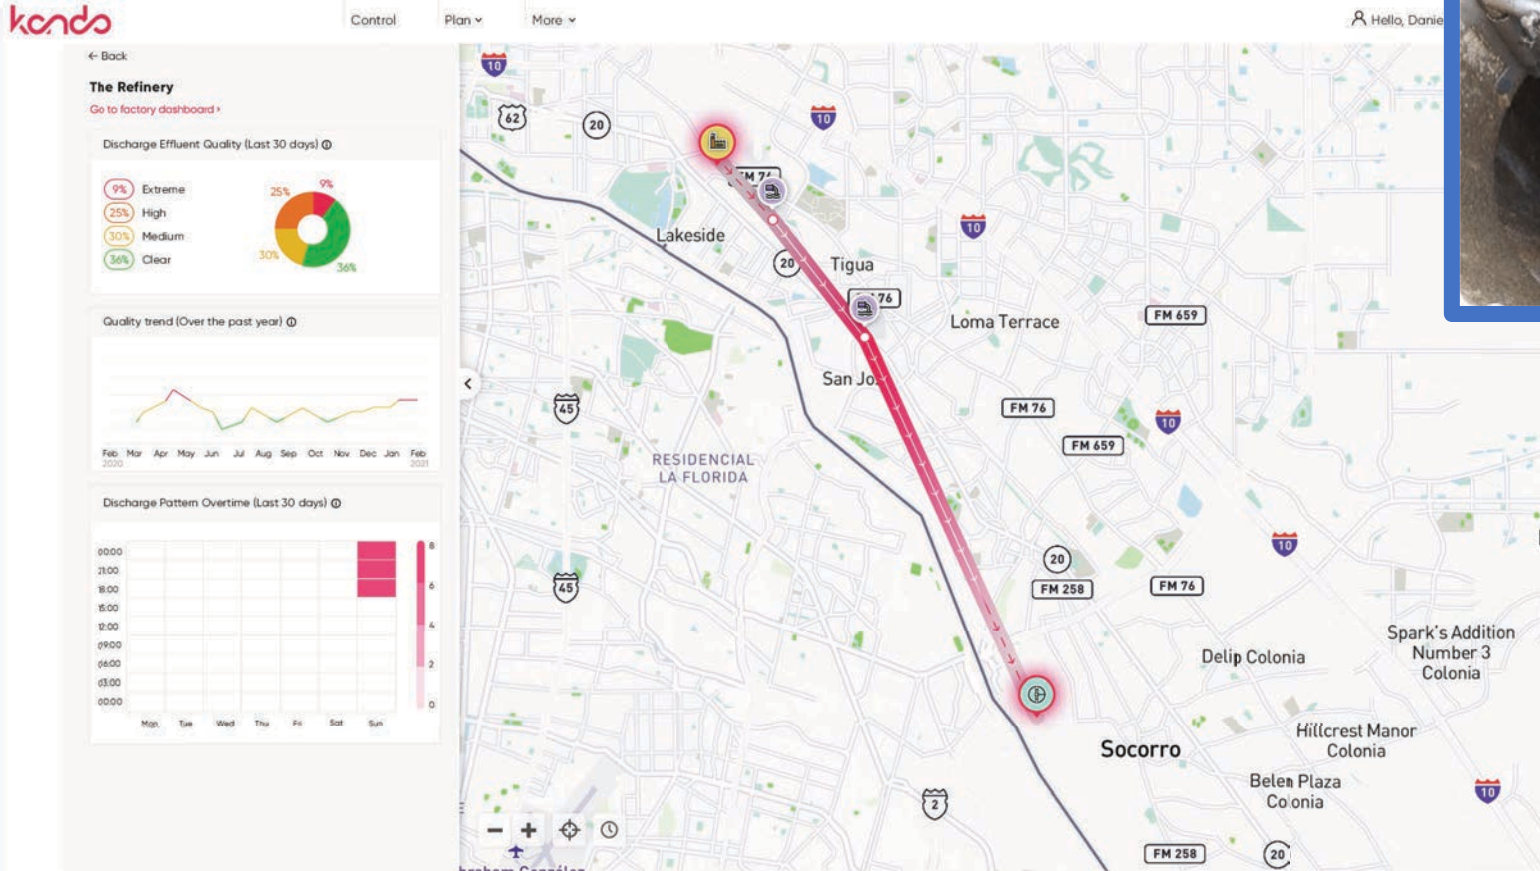 kando
Control
Plan
More
Hello, Danie
← Back
The Refinery
Go to factory dashboard ›
Discharge Effluent Quality (Last 30 days)
9% Extreme
25% High
30% Medium
36% Clear
9%
25%
30%
36%
Quality trend (Over the past year)
Feb Mar Apr May Jun Jul Aug Sep Oct Nov Dec Jan Feb
2020 2021
Discharge Pattern Overtime (Last 30 days)
00:00
21:00
18:00
15:00
12:00
09:00
06:00
03:00
00:00
Mon Tue Wed Thu Fri Sat Sun
8
6
4
2
0
10
62
20
10
Lakeside
10
20
Tigua
Loma Terrace
FM 659
San Jo
45
FM 76
10
FM 659
RESIDENCIAL
LA FLORIDA
10
20
45
FM 258
FM 76
Spark's Addition
Number 3
Colonia
Delip Colonia
Hillcrest Manor
Colonia
Socorro
Belen Plaza
Colonia
10
2
FM 258
20